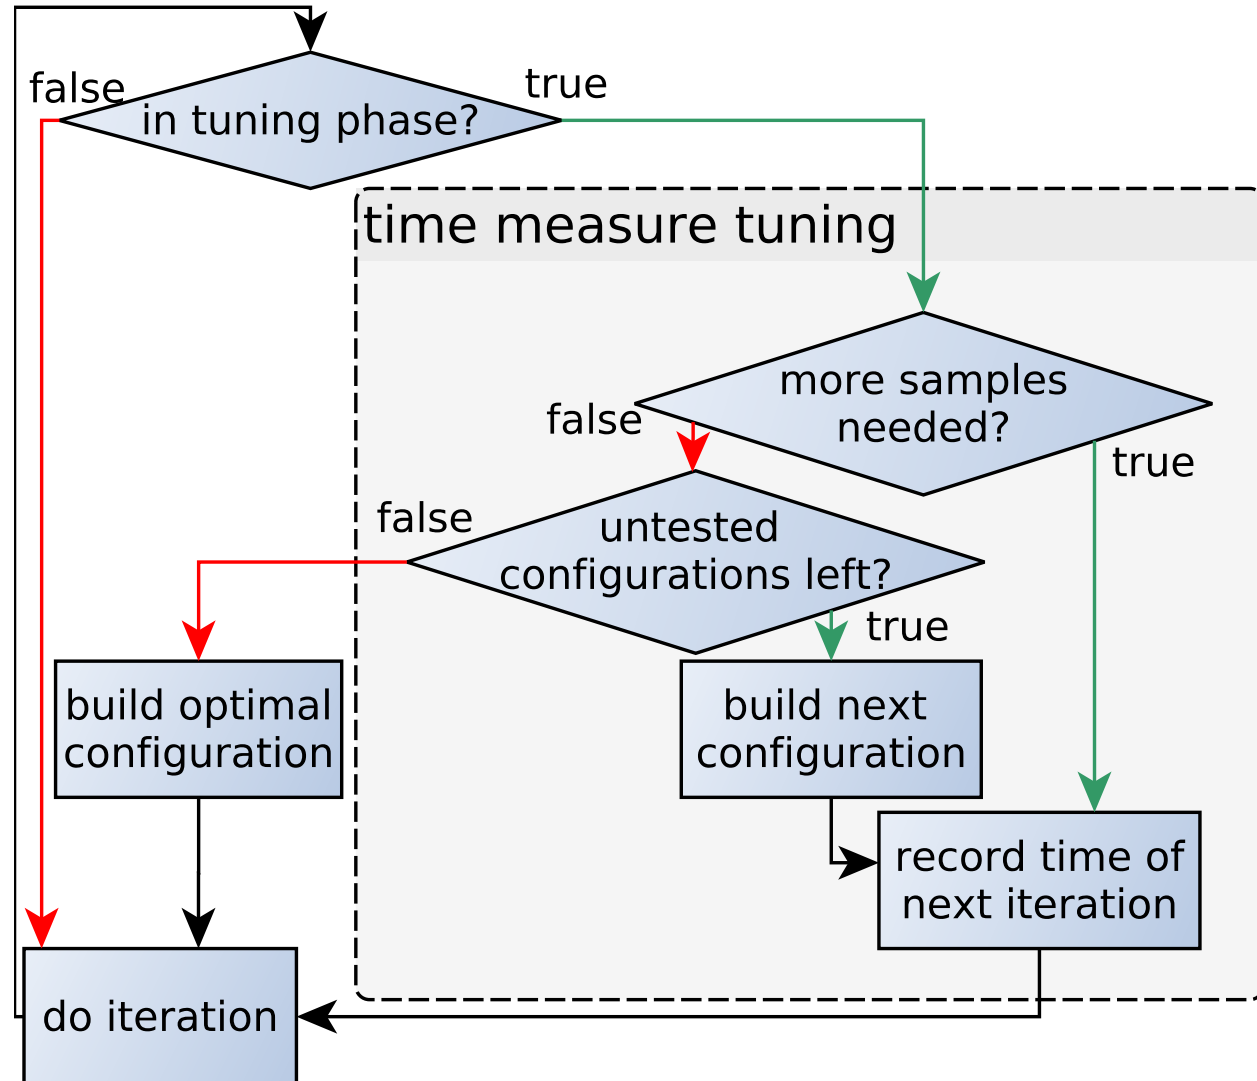 false
true
in tuning phase?
time measure tuning
more samples
needed?
false
true
false
untested
configurations left?
true
build optimal
configuration
build next
configuration
record time of
next iteration
do iteration